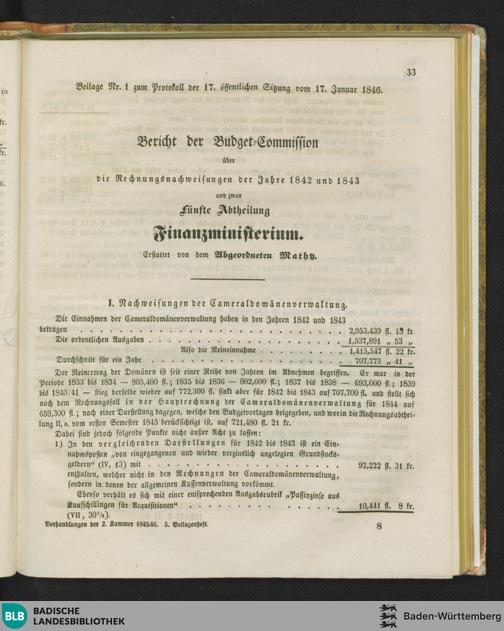 33
Beilage Nr. 1 zum Protokoll der 17. öffentlichen Sitzung vom 17. Januar 1846.
Bericht der Budget-Commission
über
die Rechnungsnachweisungen der Jahre 1842 und 1843
und zwar
Fünfte Abtheilung
Finanzministerium.
Erstattet von dem Abgeordneten Mathy.
I. Nachweisungen der Cameraldomänenverwaltung.
Die Einnahmen der Cameraldomänenverwaltung haben in den Jahren 1842 und 1843
betragen . . . 2,953,439 fl. 15 kr.
Die ordentlichen Ausgaben . . . 1,537,891 „ 53 „
Also die Reineinnahme . . . 1,415,547 fl. 22 kr.
Durchschnitt für ein Jahr . . . 707,773 „ 41 „
Der Reinertrag der Domänen ist seit einer Reihe von Jahren im Abnehmen begriffen. Er war in der
Periode 1833 bis 1834 — 905,400 fl.; 1835 bis 1836 — 802,600 fl.; 1837 bis 1838 — 693,000 fl.; 1839
bis 1840/41 — stieg derselbe wieder auf 772,300 fl. sinkt aber für 1842 bis 1843 auf 707,700 fl. und stellt sich
noch dem Rechnungssoll in der Hauptrechnung der Cameraldomänenverwaltung für 1844 auf
659,300 fl.; nach einer Darstellung dagegen, welche den Budgetvorlagen beigegeben, und worin die Rechnungsabthei-
lung II, a. vom ersten Semester 1845 berücksichtigt ist, auf 721,480 fl. 21 kr.
Dabei sind jedoch folgende Punkte nicht außer Acht zu lassen:
1) In den vergleichenden Darstellungen für 1842 bis 1843 ist ein Ein-
nahmsposten „von eingegangenen und wieder verzinslich angelegten Grundstocks-
geldern“ (IV, 13) mit . . . 92,222 fl. 31 kr.
enthalten, welcher nicht in den Rechnungen der Cameraldomänenverwaltung,
sondern in denen der allgemeinen Kassenverwaltung vorkömmt.
Ebenso verhält es sich mit einer entsprechenden Ausgabsrubrik „Passivzinse aus
Kaufschillingen für Acquisitionen“ . . . 10,441 fl. 8 kr.
(VII, 30¹/₂).
Verhandlungen der 2. Kammer 1845/46. 5. Beilagenheft. 8
BLB BADISCHE
LANDESBIBLIOTHEK
Baden-Württemberg